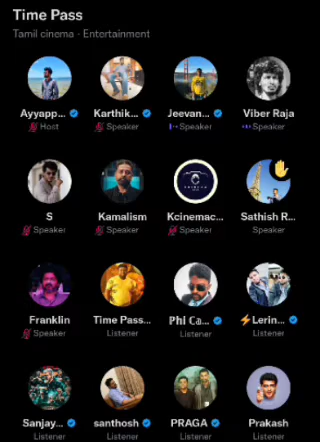 Time Pass
Tamil cinema · Entertainment
Ayyapp... Karthik... Jeevan... Viber Raja
Host Speaker Speaker Speaker
S Kamalism Kcinemac... Sathish R...
Speaker Speaker Speaker Speaker
Franklin Time Pass... Phi Ca... ⚡Lerin...
Speaker Listener Listener Listener
Sanjay... santhosh PRAGA Prakash
Listener Listener Listener Listener